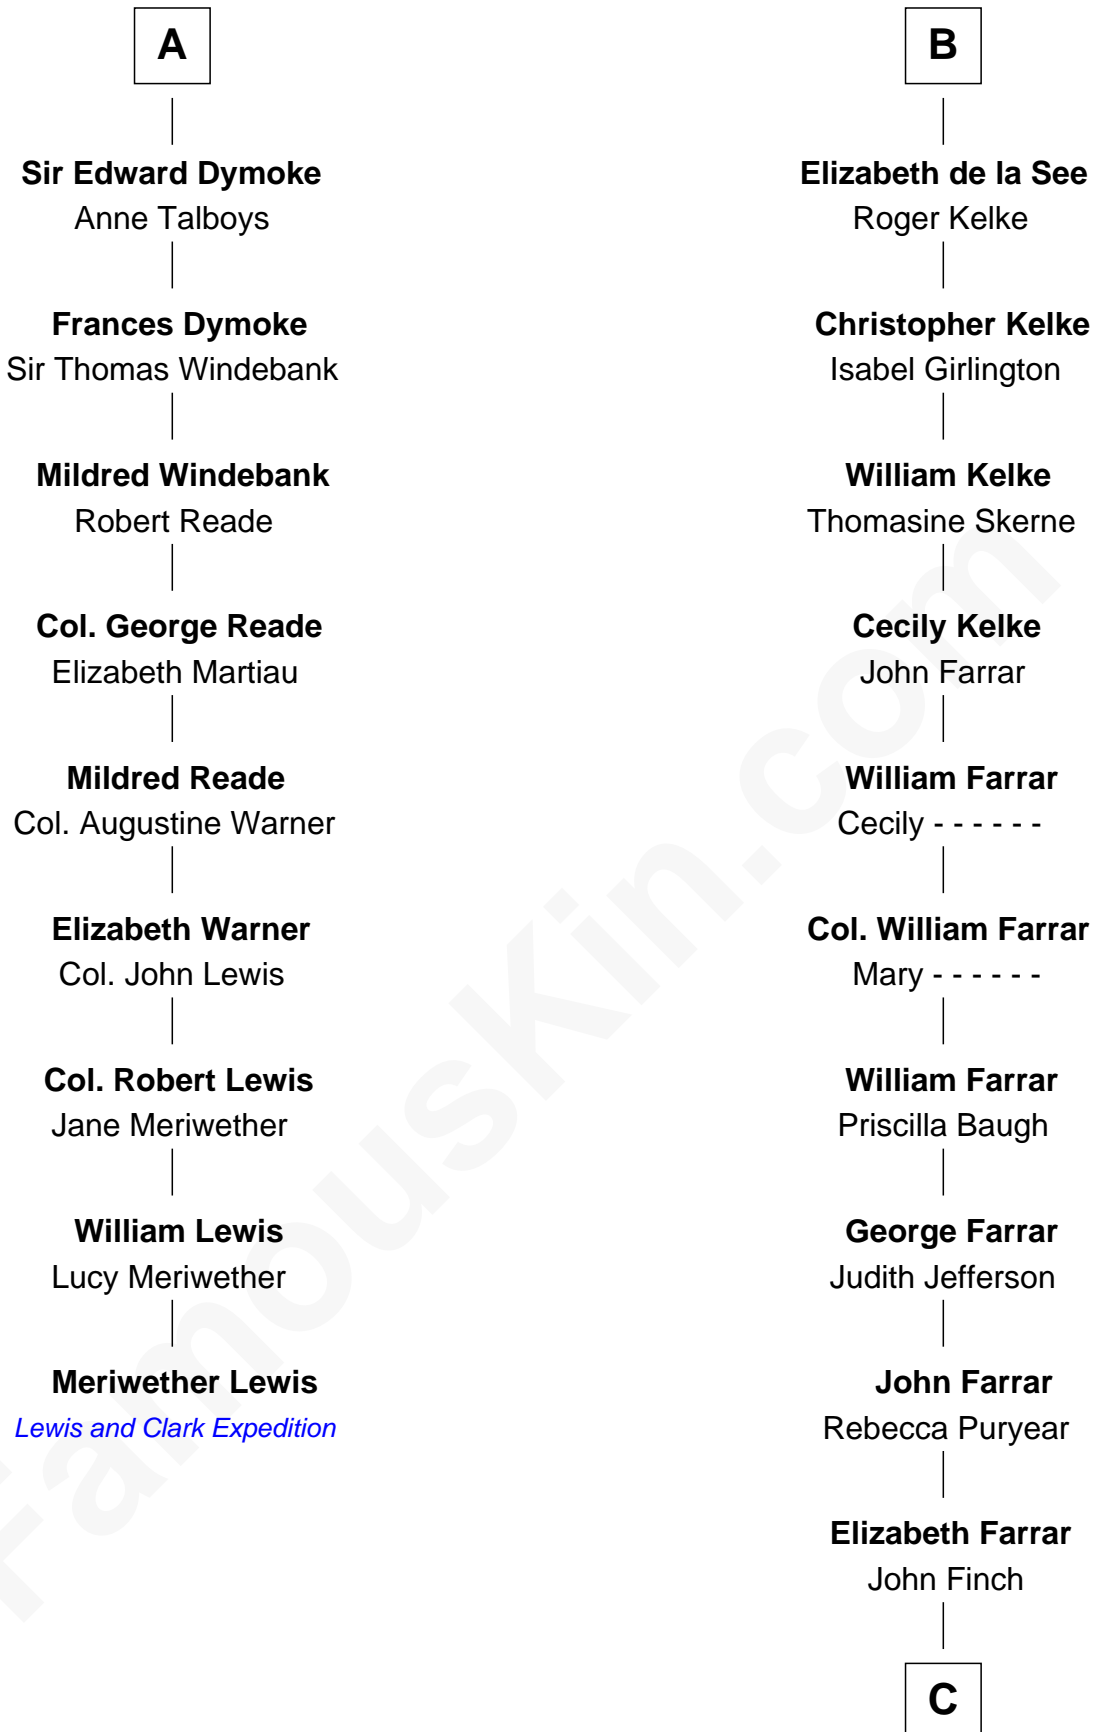 A
Sir Edward Dymoke
Anne Talboys
Frances Dymoke
Sir Thomas Windebank
Mildred Windebank
Robert Reade
Col. George Reade
Elizabeth Martiau
Mildred Reade
Col. Augustine Warner
Elizabeth Warner
Col. John Lewis
Col. Robert Lewis
Jane Meriwether
William Lewis
Lucy Meriwether
Meriwether Lewis
Lewis and Clark Expedition
B
Elizabeth de la See
Roger Kelke
Christopher Kelke
Isabel Girlington
William Kelke
Thomasine Skerne
Cecily Kelke
John Farrar
William Farrar
Cecily - - - - - -
Col. William Farrar
Mary - - - - - -
William Farrar
Priscilla Baugh
George Farrar
Judith Jefferson
John Farrar
Rebecca Puryear
Elizabeth Farrar
John Finch
C
FamousKin.com